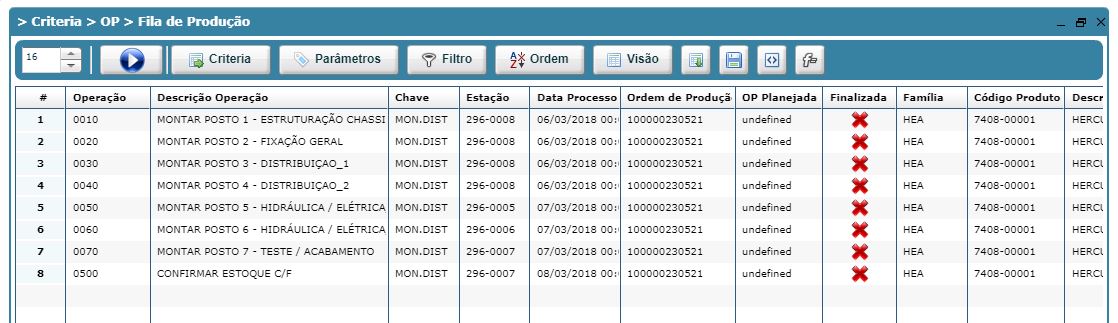 > Criteria > OP > Fila de Produção
16 Criteria Parâmetros Filtro Ordem Visão
# Operação Descrição Operação Chave Estação Data Processo Ordem de Produção OP Planejada Finalizada Família Código Produto Descr
1 0010 MONTAR POSTO 1 - ESTRUTURAÇÃO CHASSI MON.DIST 296-0008 06/03/2018 00: 100000230521 undefined HEA 7408-00001 HERCU
2 0020 MONTAR POSTO 2 - FIXAÇÃO GERAL MON.DIST 296-0008 06/03/2018 00: 100000230521 undefined HEA 7408-00001 HERCU
3 0030 MONTAR POSTO 3 - DISTRIBUIÇAO_1 MON.DIST 296-0008 06/03/2018 00: 100000230521 undefined HEA 7408-00001 HERCU
4 0040 MONTAR POSTO 4 - DISTRIBUIÇAO_2 MON.DIST 296-0008 06/03/2018 00: 100000230521 undefined HEA 7408-00001 HERCU
5 0050 MONTAR POSTO 5 - HIDRÁULICA / ELÉTRICA MON.DIST 296-0005 07/03/2018 00: 100000230521 undefined HEA 7408-00001 HERCU
6 0060 MONTAR POSTO 6 - HIDRÁULICA / ELÉTRICA MON.DIST 296-0006 07/03/2018 00: 100000230521 undefined HEA 7408-00001 HERCU
7 0070 MONTAR POSTO 7 - TESTE / ACABAMENTO MON.DIST 296-0007 07/03/2018 00: 100000230521 undefined HEA 7408-00001 HERCU
8 0500 CONFIRMAR ESTOQUE C/F MON.DIST 296-0007 08/03/2018 00: 100000230521 undefined HEA 7408-00001 HERCU